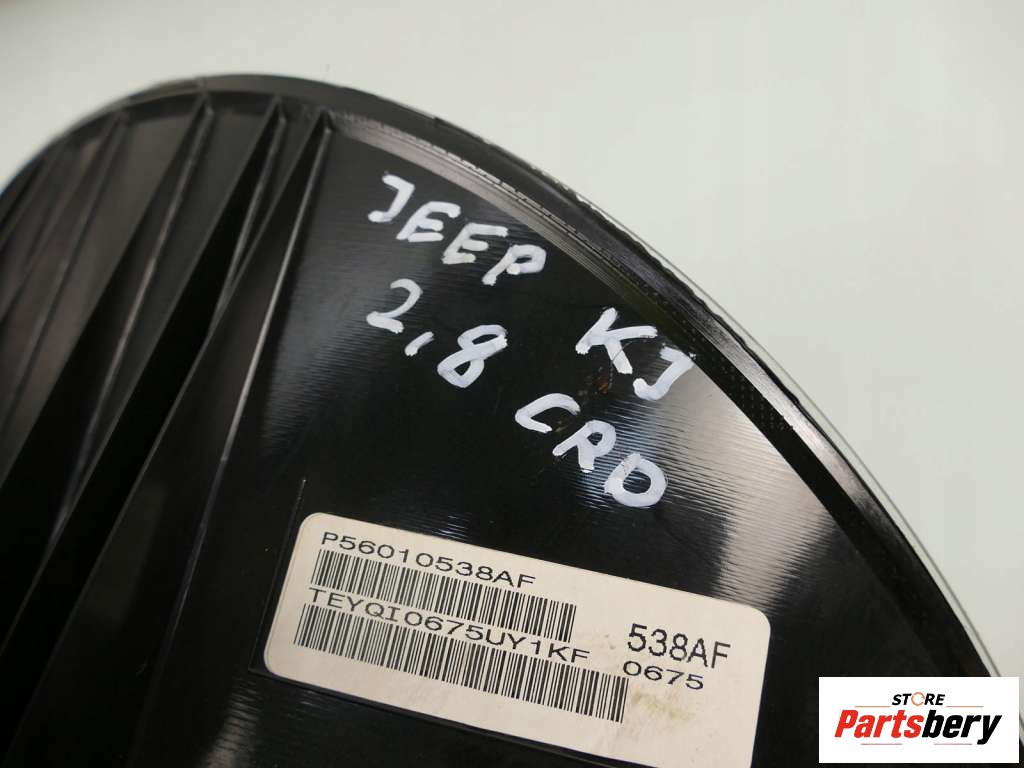 JEEP KJ
2,8 CRD
P56010538AF
TEYQI0675UY1KF
538AF
0675
STORE
Partsbery